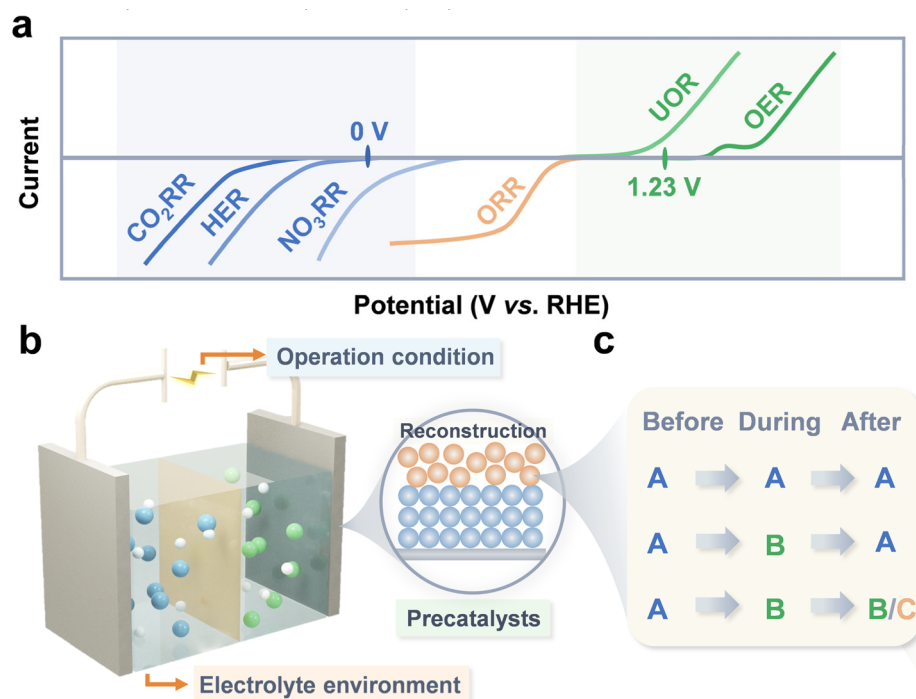 a
Current
0 V
1.23 V
CO₂RR
HER
NO₃RR
ORR
UOR
OER
Potential (V vs. RHE)
b
Operation condition
Reconstruction
Precatalysts
Electrolyte environment
c
Before During After
A A A
A B A
A B B/C